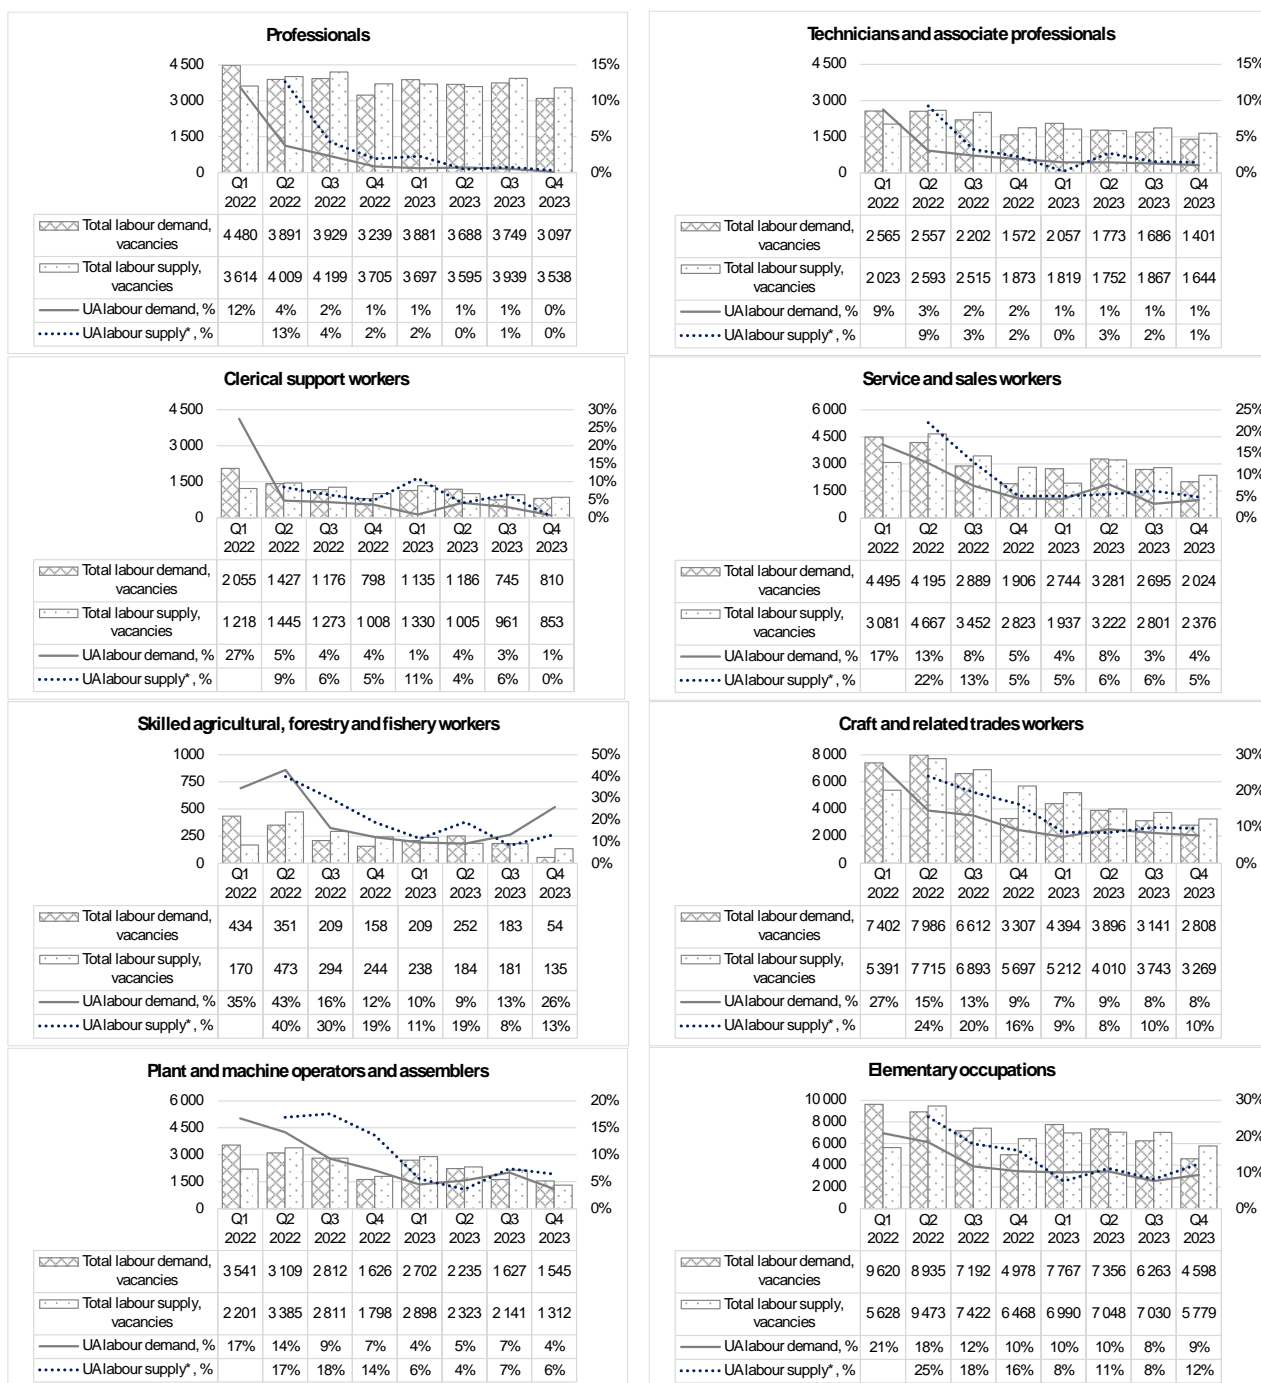 Professionals
4 500
3 000
1 500
0
15%
10%
5%
0%
Q1 2022 Q2 2022 Q3 2022 Q4 2022 Q1 2023 Q2 2023 Q3 2023 Q4 2023
Total labour demand, vacancies 4 480 3 891 3 929 3 239 3 881 3 688 3 749 3 097
Total labour supply, vacancies 3 614 4 009 4 199 3 705 3 697 3 595 3 939 3 538
UA labour demand, % 12% 4% 2% 1% 1% 1% 1% 0%
UA labour supply*, % 13% 4% 2% 2% 0% 1% 0%
Technicians and associate professionals
4 500
3 000
1 500
0
15%
10%
5%
0%
Q1 2022 Q2 2022 Q3 2022 Q4 2022 Q1 2023 Q2 2023 Q3 2023 Q4 2023
Total labour demand, vacancies 2 565 2 557 2 202 1 572 2 057 1 773 1 686 1 401
Total labour supply, vacancies 2 023 2 593 2 515 1 873 1 819 1 752 1 867 1 644
UA labour demand, % 9% 3% 2% 2% 1% 1% 1% 1%
UA labour supply*, % 9% 3% 2% 0% 3% 2% 1%
Clerical support workers
4 500
3 000
1 500
0
30%
25%
20%
15%
10%
5%
0%
Q1 2022 Q2 2022 Q3 2022 Q4 2022 Q1 2023 Q2 2023 Q3 2023 Q4 2023
Total labour demand, vacancies 2 055 1 427 1 176 798 1 135 1 186 745 810
Total labour supply, vacancies 1 218 1 445 1 273 1 008 1 330 1 005 961 853
UA labour demand, % 27% 5% 4% 4% 1% 4% 3% 1%
UA labour supply*, % 9% 6% 5% 11% 4% 6% 0%
Service and sales workers
6 000
4 500
3 000
1 500
0
25%
20%
15%
10%
5%
0%
Q1 2022 Q2 2022 Q3 2022 Q4 2022 Q1 2023 Q2 2023 Q3 2023 Q4 2023
Total labour demand, vacancies 4 495 4 195 2 889 1 906 2 744 3 281 2 695 2 024
Total labour supply, vacancies 3 081 4 667 3 452 2 823 1 937 3 222 2 801 2 376
UA labour demand, % 17% 13% 8% 5% 4% 8% 3% 4%
UA labour supply*, % 22% 13% 5% 5% 6% 6% 5%
Skilled agricultural, forestry and fishery workers
1000
750
500
250
0
50%
40%
30%
20%
10%
0%
Q1 2022 Q2 2022 Q3 2022 Q4 2022 Q1 2023 Q2 2023 Q3 2023 Q4 2023
Total labour demand, vacancies 434 351 209 158 209 252 183 54
Total labour supply, vacancies 170 473 294 244 238 184 181 135
UA labour demand, % 35% 43% 16% 12% 10% 9% 13% 26%
UA labour supply*, % 40% 30% 19% 11% 19% 8% 13%
Craft and related trades workers
8 000
6 000
4 000
2 000
0
30%
20%
10%
0%
Q1 2022 Q2 2022 Q3 2022 Q4 2022 Q1 2023 Q2 2023 Q3 2023 Q4 2023
Total labour demand, vacancies 7 402 7 986 6 612 3 307 4 394 3 896 3 141 2 808
Total labour supply, vacancies 5 391 7 715 6 893 5 697 5 212 4 010 3 743 3 269
UA labour demand, % 27% 15% 13% 9% 7% 9% 8% 8%
UA labour supply*, % 24% 20% 16% 9% 8% 10% 10%
Plant and machine operators and assemblers
6 000
4 500
3 000
1 500
0
20%
15%
10%
5%
0%
Q1 2022 Q2 2022 Q3 2022 Q4 2022 Q1 2023 Q2 2023 Q3 2023 Q4 2023
Total labour demand, vacancies 3 541 3 109 2 812 1 626 2 702 2 235 1 627 1 545
Total labour supply, vacancies 2 201 3 385 2 811 1 798 2 898 2 323 2 141 1 312
UA labour demand, % 17% 14% 9% 7% 4% 5% 7% 4%
UA labour supply*, % 17% 18% 14% 6% 4% 7% 6%
Elementary occupations
10 000
8 000
6 000
4 000
2 000
0
30%
20%
10%
0%
Q1 2022 Q2 2022 Q3 2022 Q4 2022 Q1 2023 Q2 2023 Q3 2023 Q4 2023
Total labour demand, vacancies 9 620 8 935 7 192 4 978 7 767 7 356 6 263 4 598
Total labour supply, vacancies 5 628 9 473 7 422 6 468 6 990 7 048 7 030 5 779
UA labour demand, % 21% 18% 12% 10% 10% 10% 8% 9%
UA labour supply*, % 25% 18% 16% 8% 11% 8% 12%